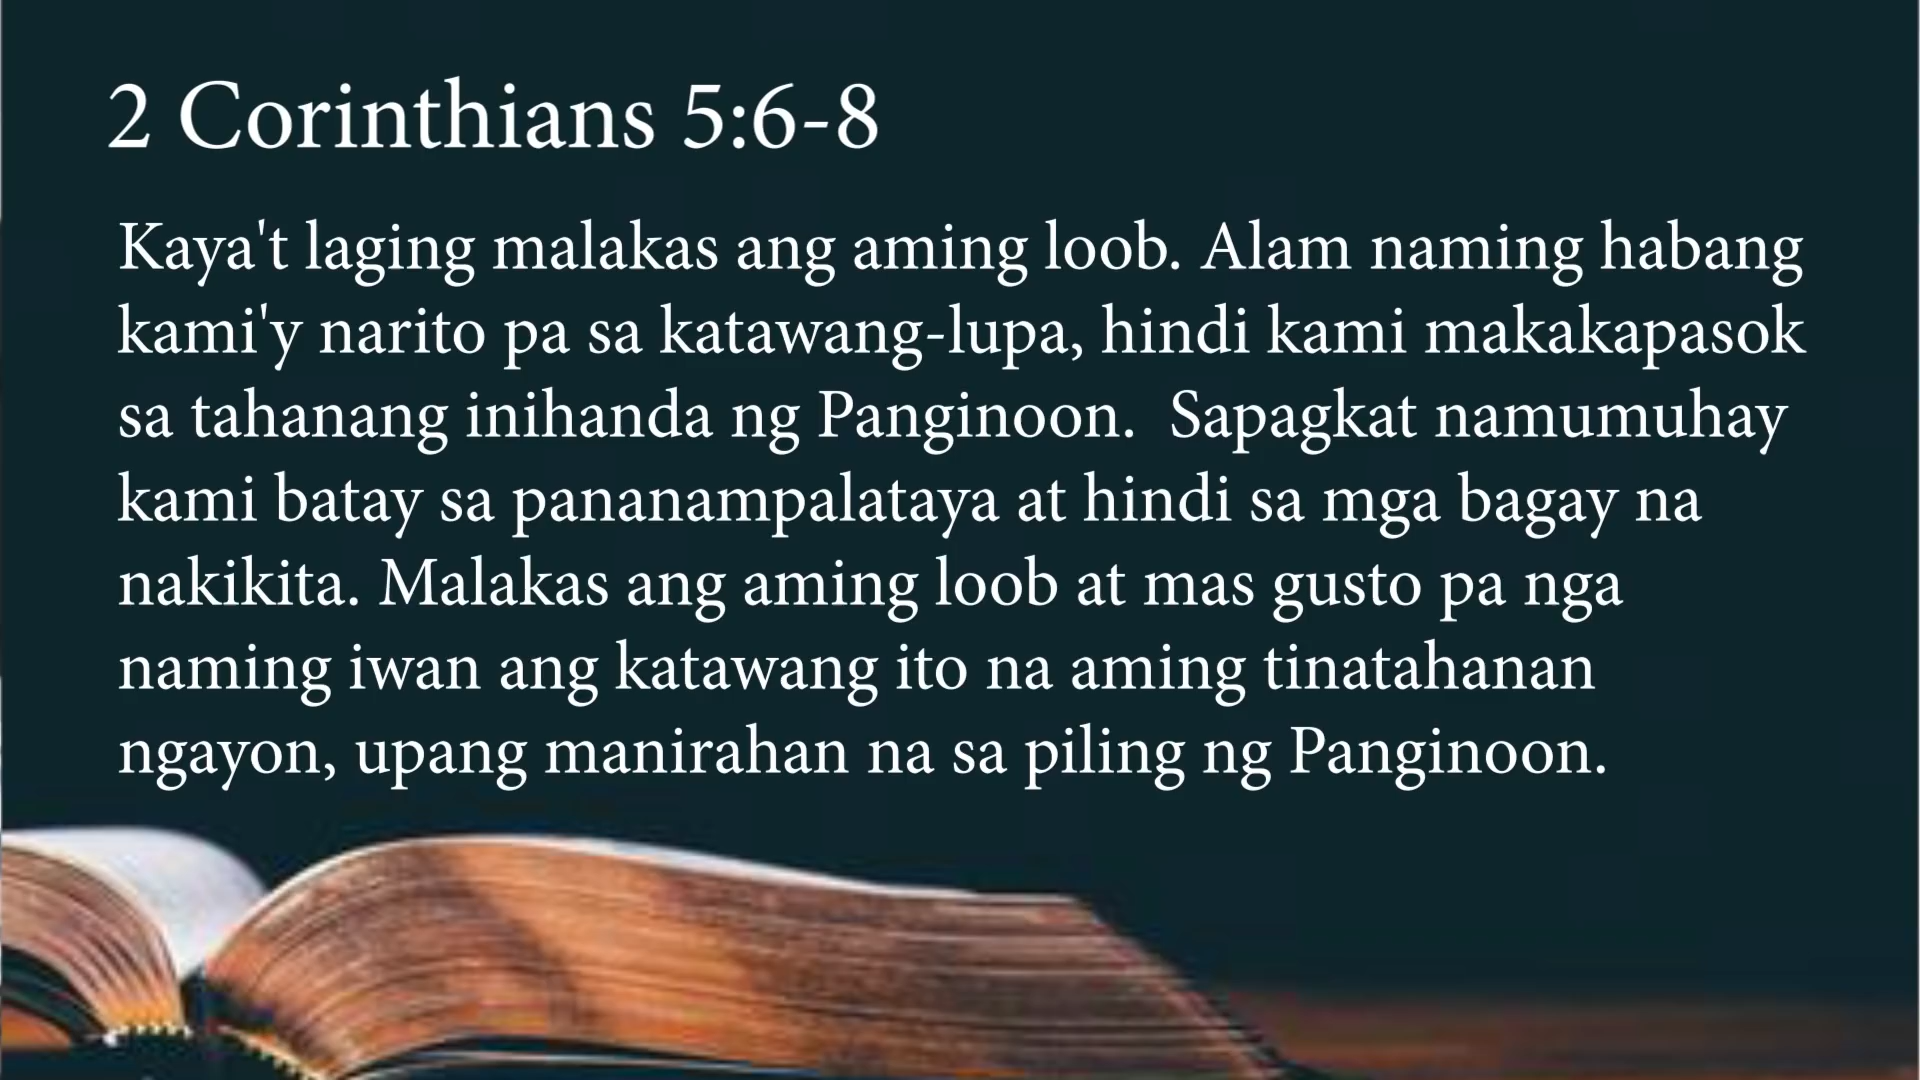 2 Corinthians 5:6-8
Kaya't laging malakas ang aming loob. Alam naming habang
kami'y narito pa sa katawang-lupa, hindi kami makakapasok
sa tahanang inihanda ng Panginoon.  Sapagkat namumuhay
kami batay sa pananampalataya at hindi sa mga bagay na
nakikita. Malakas ang aming loob at mas gusto pa nga
naming iwan ang katawang ito na aming tinatahanan
ngayon, upang manirahan na sa piling ng Panginoon.